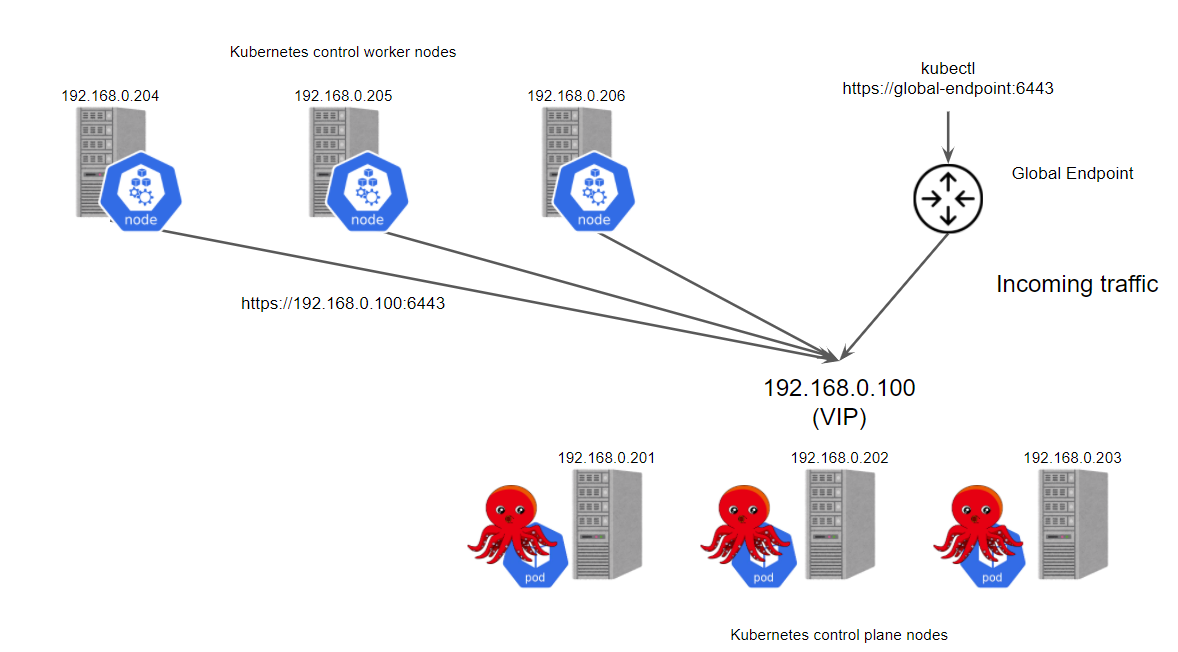 Kubernetes control worker nodes
kubectl
https://global-endpoint:6443
192.168.0.204
192.168.0.205
192.168.0.206
Global Endpoint
node
node
node
Incoming traffic
https://192.168.0.100:6443
192.168.0.100
(VIP)
192.168.0.201
192.168.0.202
192.168.0.203
pod
pod
pod
Kubernetes control plane nodes